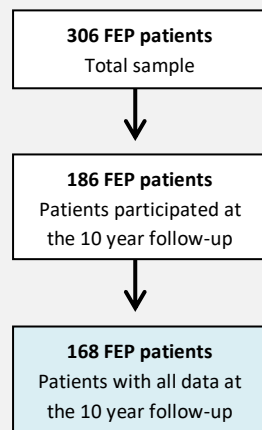 306 FEP patients
Total sample
186 FEP patients
Patients participated at
the 10 year follow-up
168 FEP patients
Patients with all data at
the 10 year follow-up